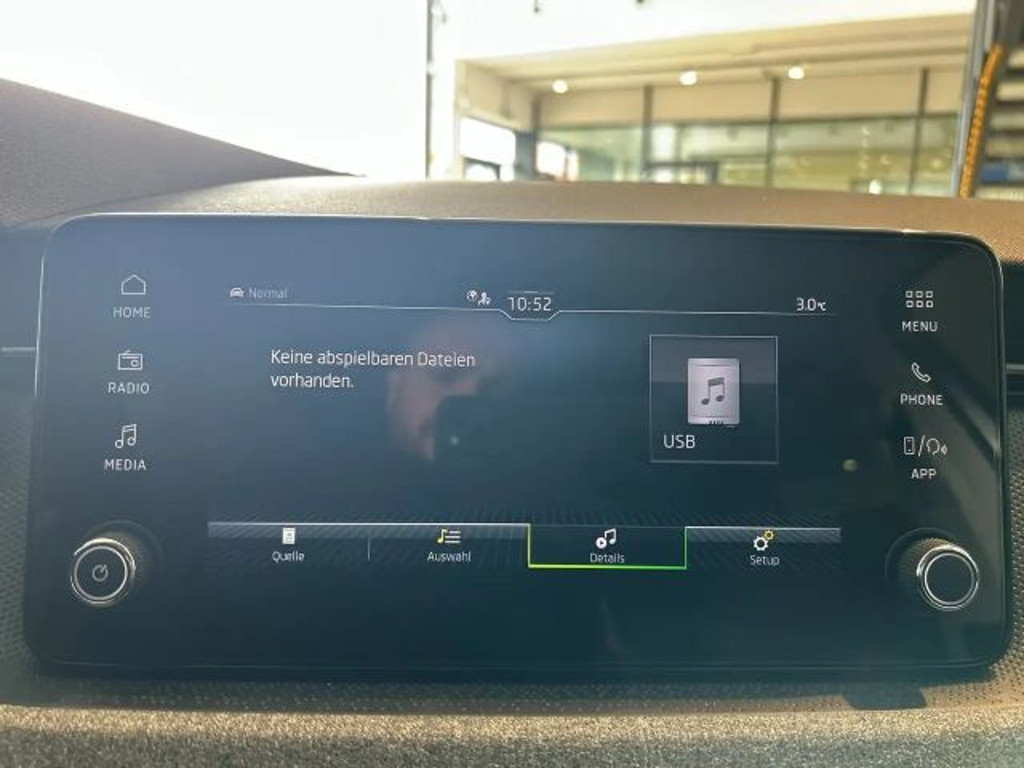 Normal
10:52
3.0°C
HOME
RADIO
MEDIA
Keine abspielbaren Dateien
vorhanden.
USB
MENU
PHONE
APP
Quelle
Auswahl
Details
Setup